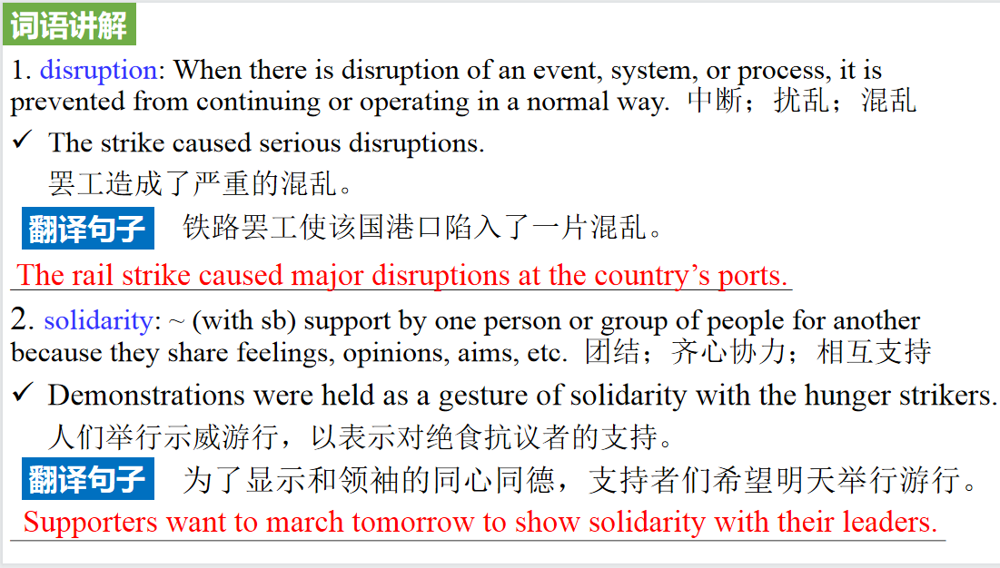 词语讲解
1. disruption: When there is disruption of an event, system, or process, it is
prevented from continuing or operating in a normal way. 中断；扰乱；混乱
✓ The strike caused serious disruptions.
罢工造成了严重的混乱。
翻译句子 铁路罢工使该国港口陷入了一片混乱。
The rail strike caused major disruptions at the country’s ports.
2. solidarity: ~ (with sb) support by one person or group of people for another
because they share feelings, opinions, aims, etc. 团结；齐心协力；相互支持
✓ Demonstrations were held as a gesture of solidarity with the hunger strikers.
人们举行示威游行，以表示对绝食抗议者的支持。
翻译句子 为了显示和领袖的同心同德，支持者们希望明天举行游行。
Supporters want to march tomorrow to show solidarity with their leaders.